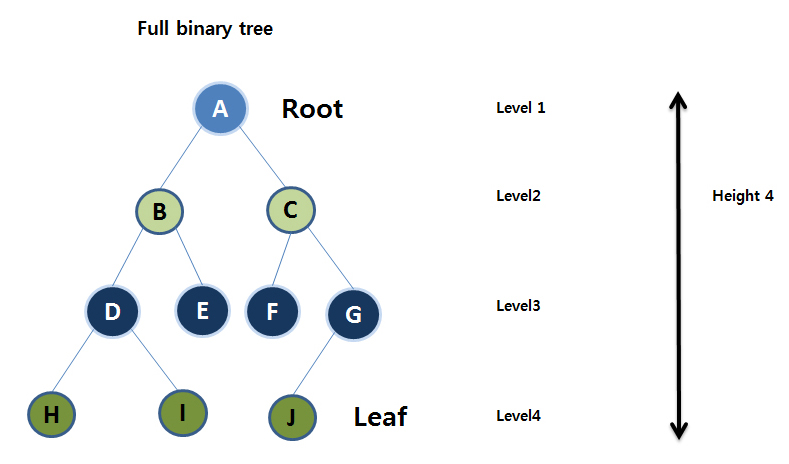 Full binary tree
A Root Level 1
B C Level2 Height 4
D E F G Level3
H I J Leaf Level4